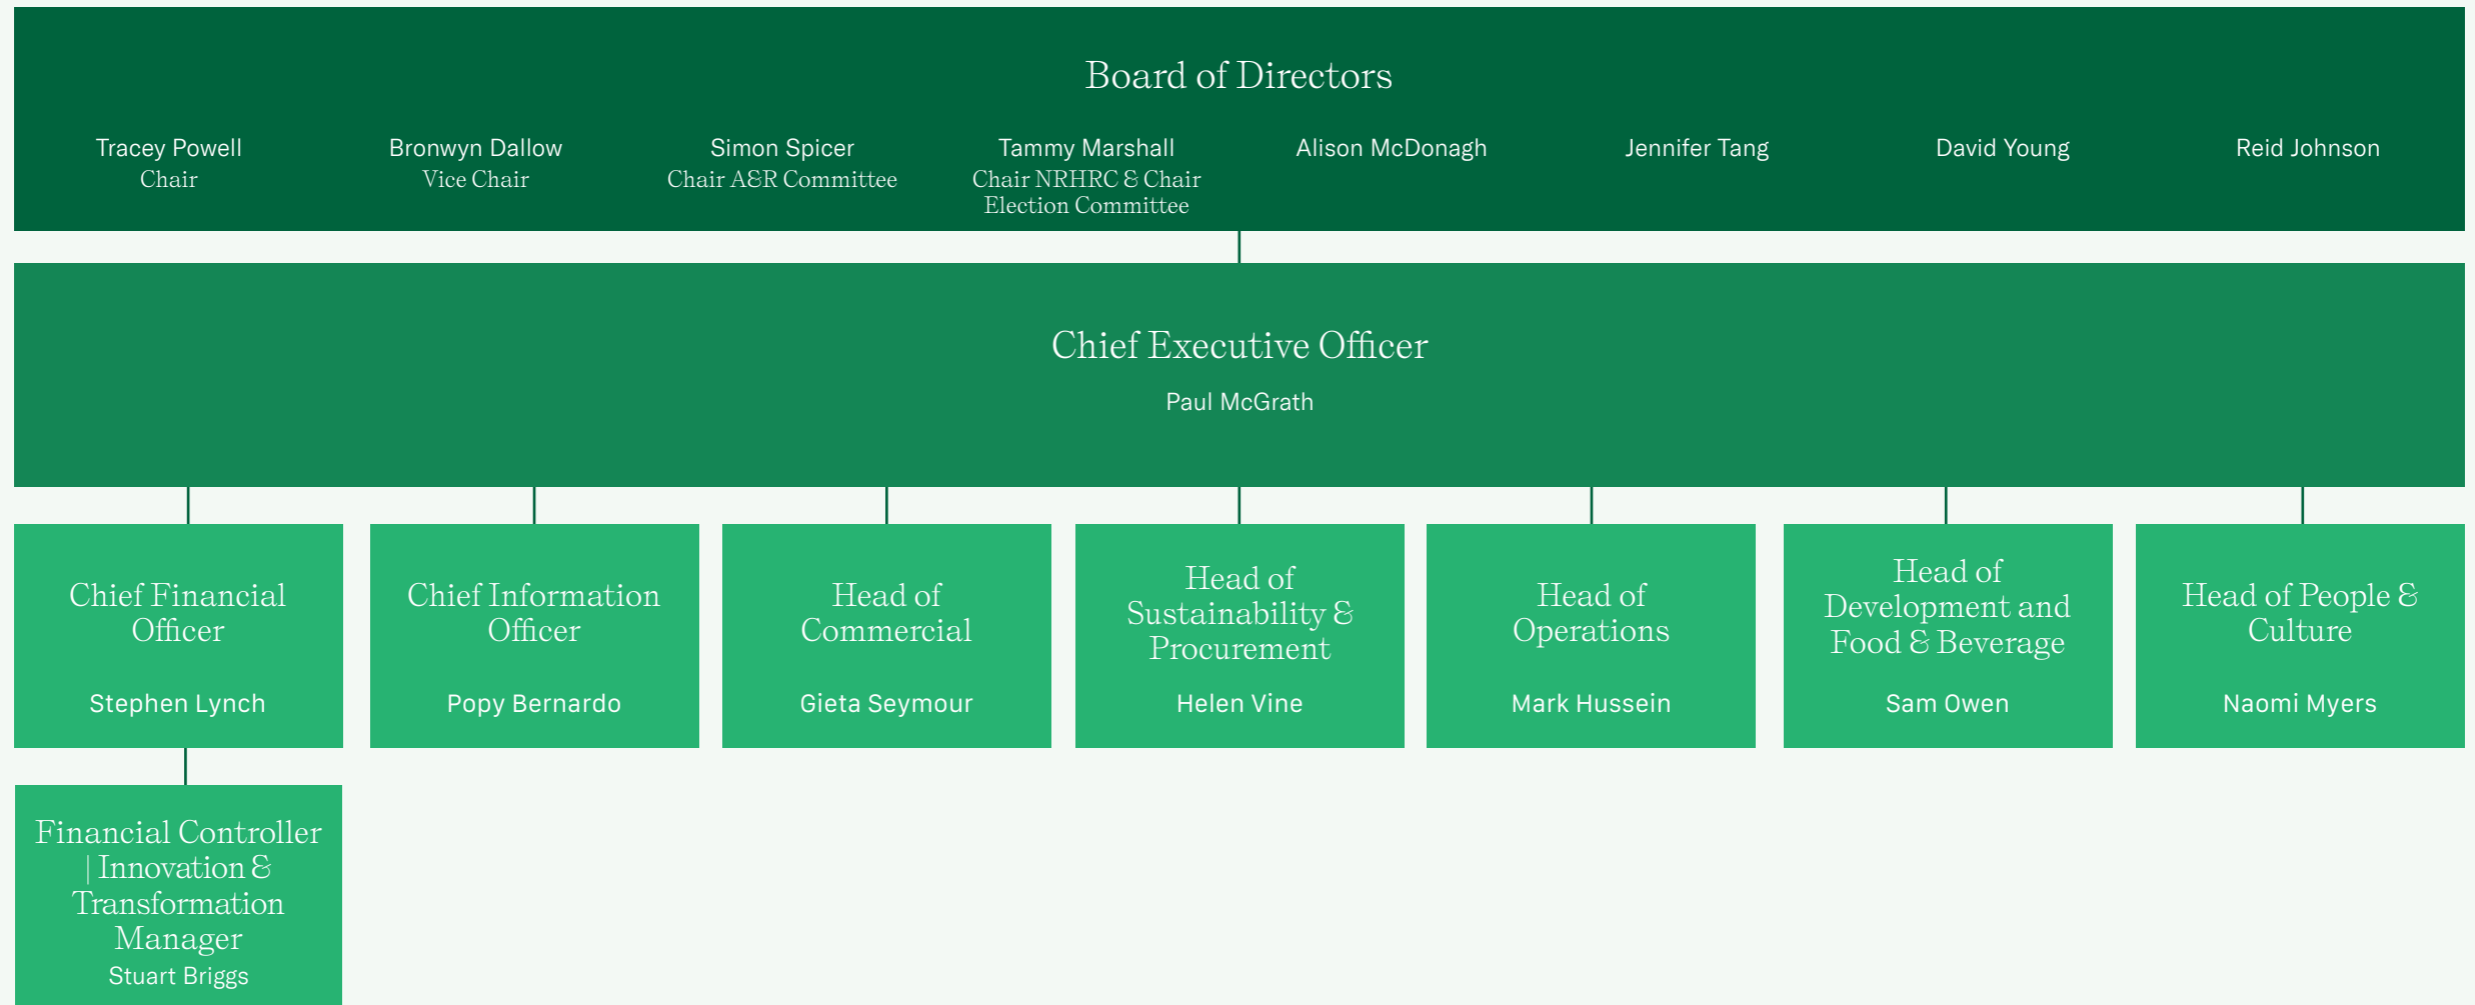 Board of Directors
Tracey Powell
Chair
Bronwyn Dallow
Vice Chair
Simon Spicer
Chair A&R Committee
Tammy Marshall
Chair NRHRC & Chair
Election Committee
Alison McDonagh
Jennifer Tang
David Young
Reid Johnson
Chief Executive Officer
Paul McGrath
Chief Financial
Officer
Stephen Lynch
Chief Information
Officer
Popy Bernardo
Head of
Commercial
Gieta Seymour
Head of
Sustainability &
Procurement
Helen Vine
Head of
Operations
Mark Hussein
Head of
Development and
Food & Beverage
Sam Owen
Head of People &
Culture
Naomi Myers
Financial Controller
| Innovation &
Transformation
Manager
Stuart Briggs